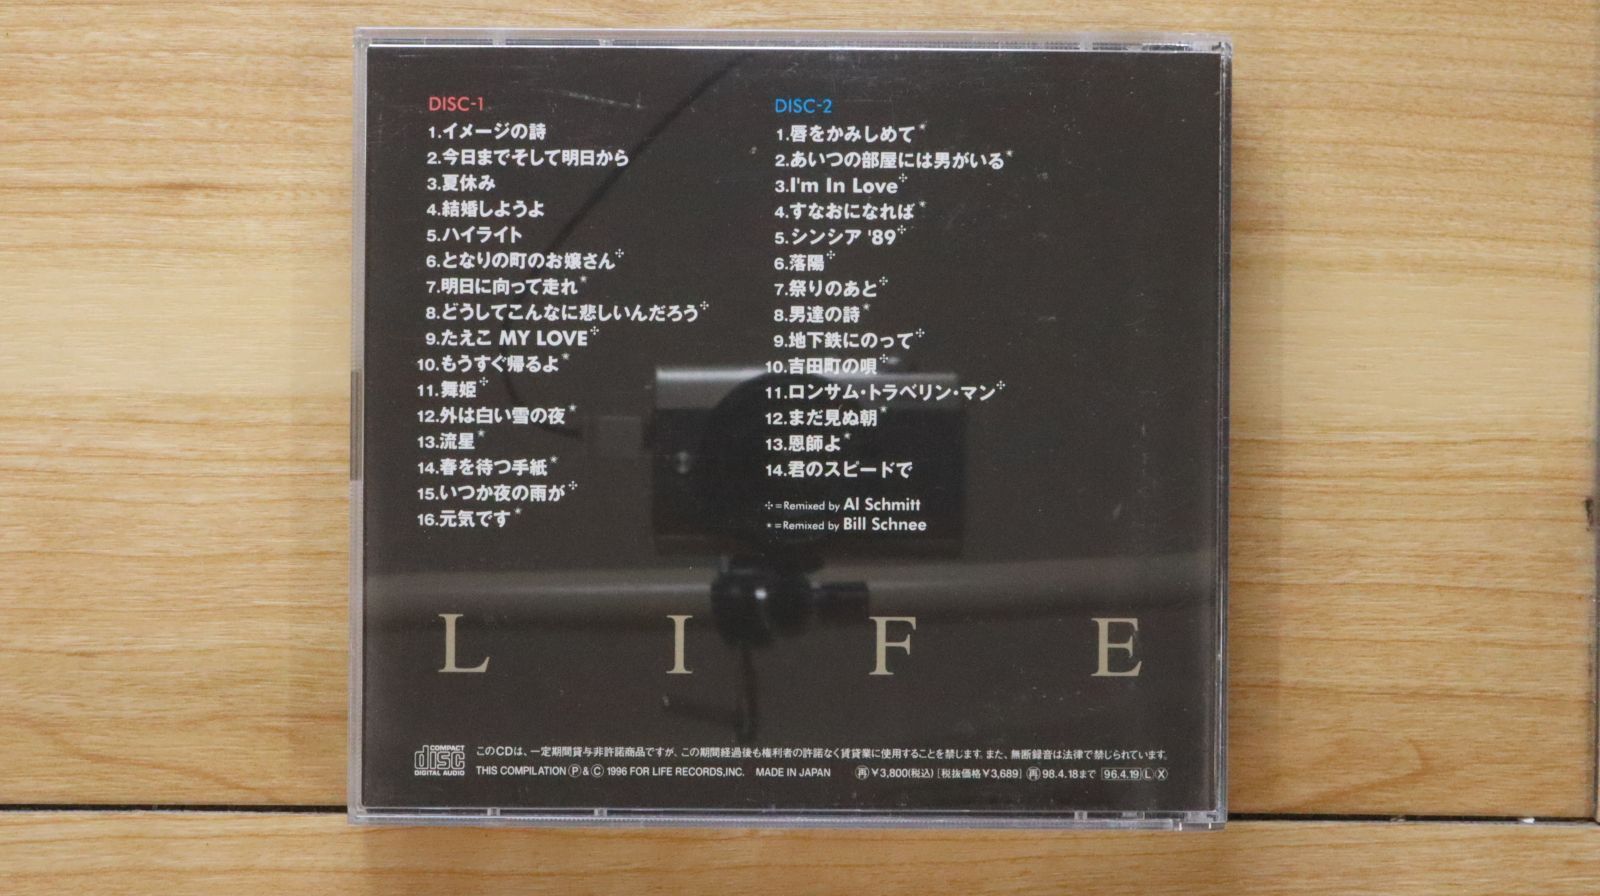 DISC-1
1.イメージの詩
2.今日までそして明日から
3.夏休み
4.結婚しようよ
5.ハイライト
6.となりの町のお嬢さん✣
7.明日に向って走れ*
8.どうしてこんなに悲しいんだろう✣
9.たえこ MY LOVE✣
10.もうすぐ帰るよ*
11.舞姫✣
12.外は白い雪の夜*
13.流星*
14.春を待つ手紙*
15.いつか夜の雨が✣
16.元気です*
DISC-2
1.唇をかみしめて*
2.あいつの部屋には男がいる*
3.I'm In Love✣
4.すなおになれば*
5.シンシア '89✣
6.落陽✣
7.祭りのあと✣
8.男達の詩*
9.地下鉄にのって✣
10.吉田町の唄✣
11.ロンサム・トラベリン・マン✣
12.まだ見ぬ朝*
13.恩師よ*
14.君のスピードで
✣=Remixed by Al Schmitt
*=Remixed by Bill Schnee
L I F E
COMPACT
disc
DIGITAL AUDIO
このCDは、一定期間貸与非許諾商品ですが、この期間経過後も権利者の許諾なく賃貸業に使用することを禁じます。また、無断録音は法律で禁じられています。
THIS COMPILATION Ⓟ&Ⓒ 1996 FOR LIFE RECORDS,INC. MADE IN JAPAN ㊢¥3,800(税込) [税抜価格¥3,689] ㊢98.4.18まで 96.4.19ⓁⓍ